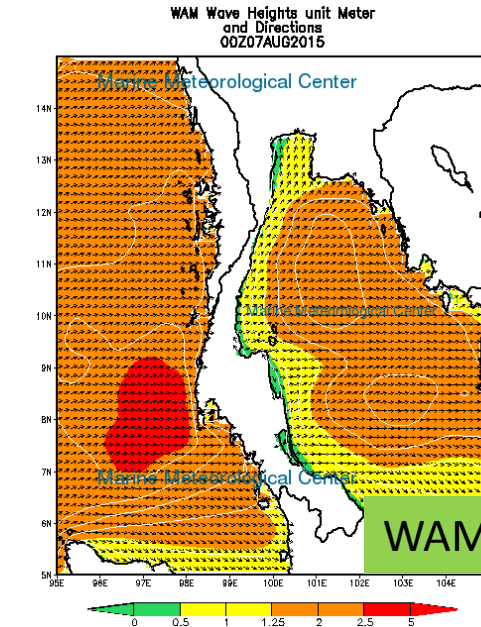 WAM Wave Heights unit Meter
and Directions
00Z07AUG2015
Marine Meteorological Center
14N
13N
12N
11N
Marine Meteorological Center
10N
9N
8N
7N
Marine Meteorological Center
6N
WAM
5N
95E 96E 97E 98E 99E 100E 101E 102E 103E 104E
0 0.5 1 1.25 2 2.5 5